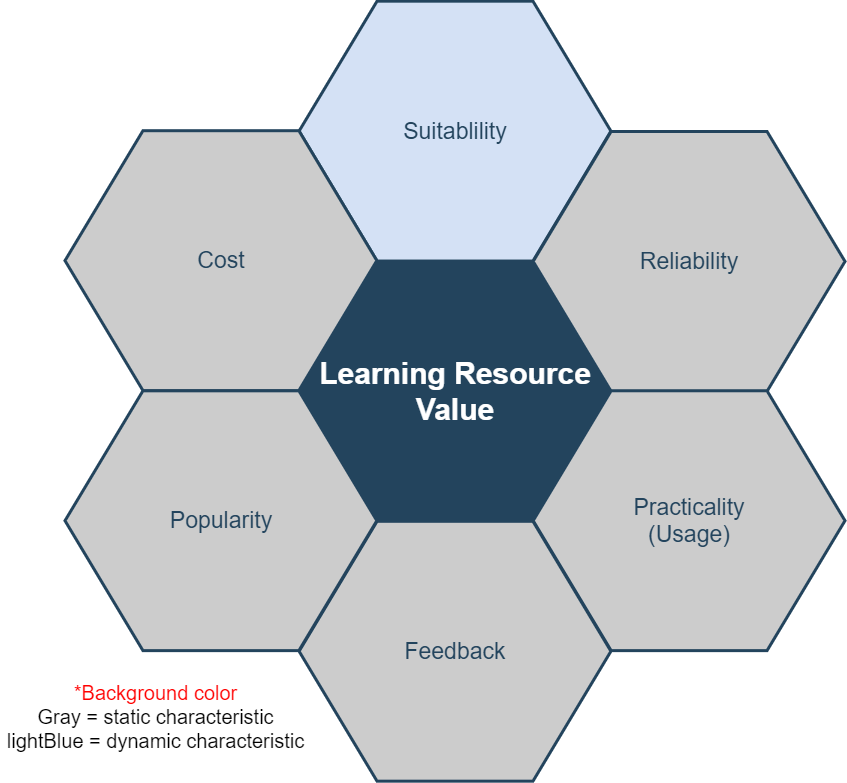 Suitablility
Cost
Reliability
Learning Resource
Value
Popularity
Practicality
(Usage)
Feedback
*Background color
Gray = static characteristic
lightBlue = dynamic characteristic